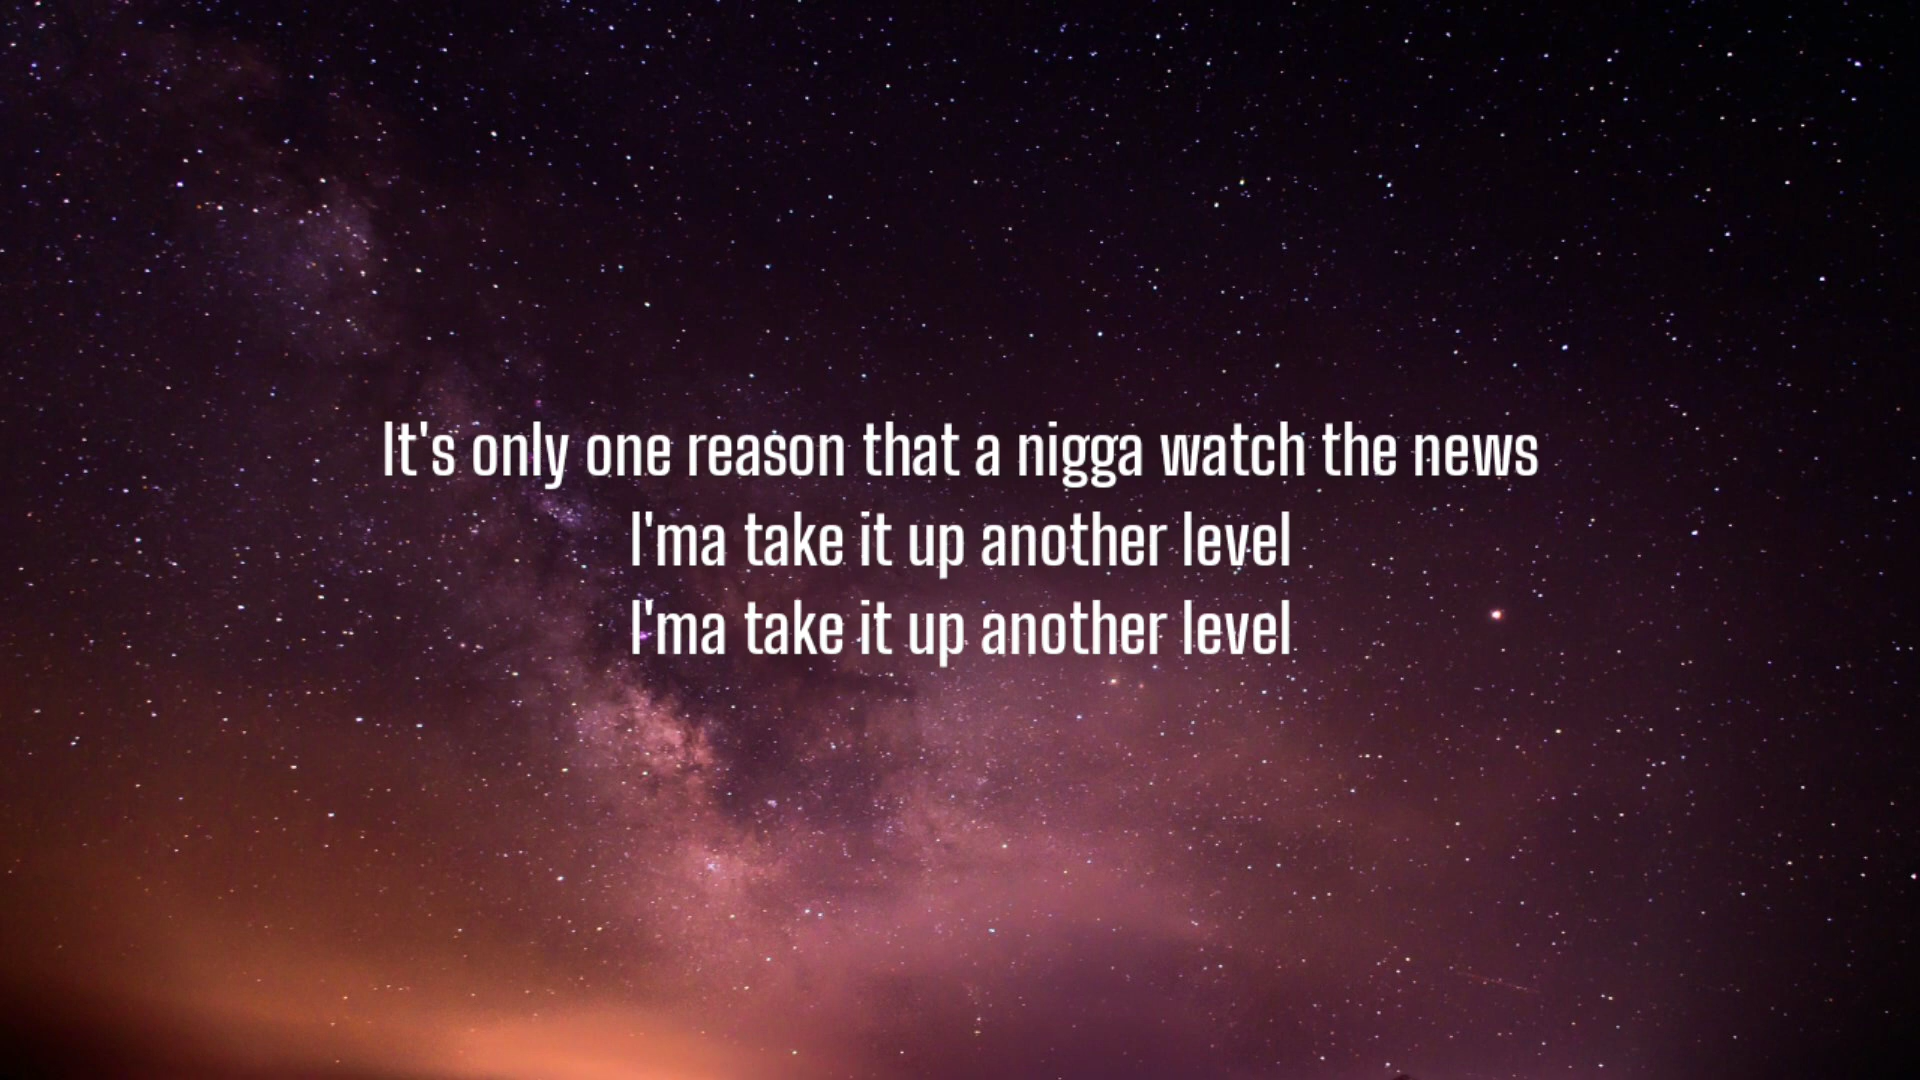 It's only one reason that a nigga watch the news
I'ma take it up another level
I'ma take it up another level